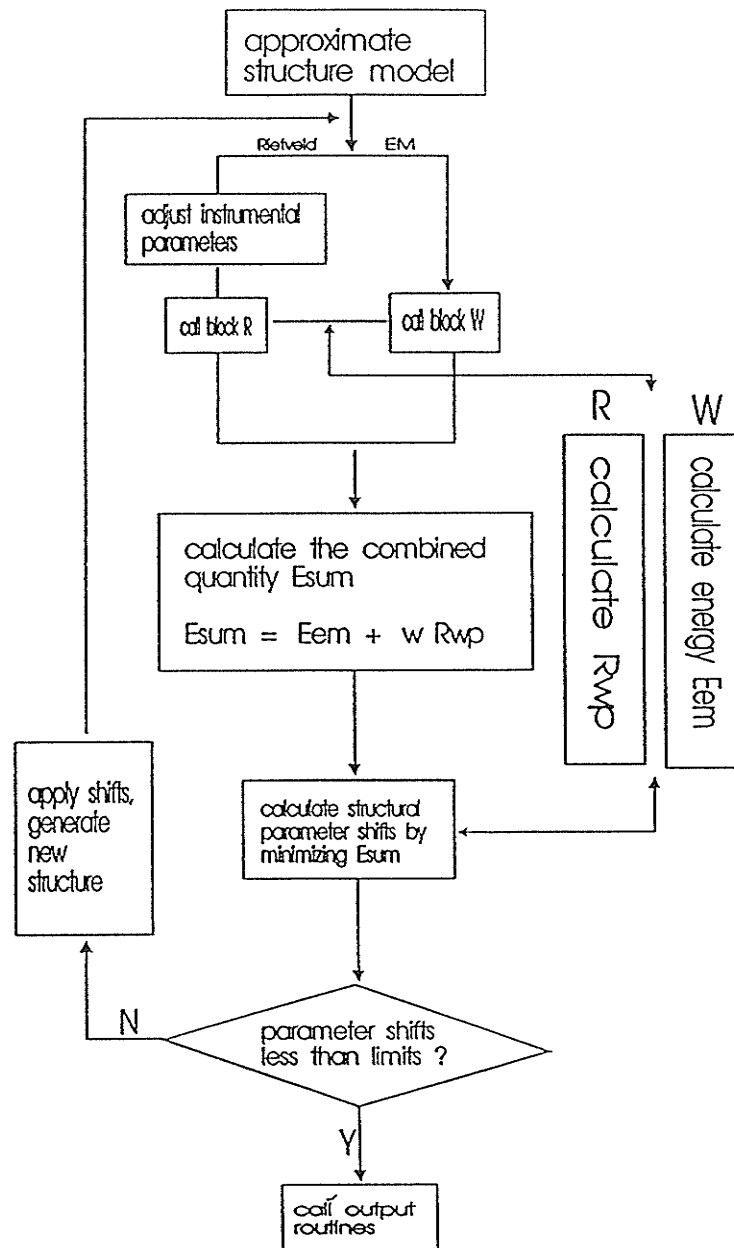 approximate
structure model
Rietveld
EM
adjust instrumental
parameters
call block R
call block W
R
W
calculate Rwp
calculate energy Eem
calculate the combined
quantity Esum
Esum = Eem + w Rwp
apply shifts,
generate
new
structure
calculate structural
parameter shifts by
minimizing Esum
N
parameter shifts
less than limits ?
Y
call output
routines